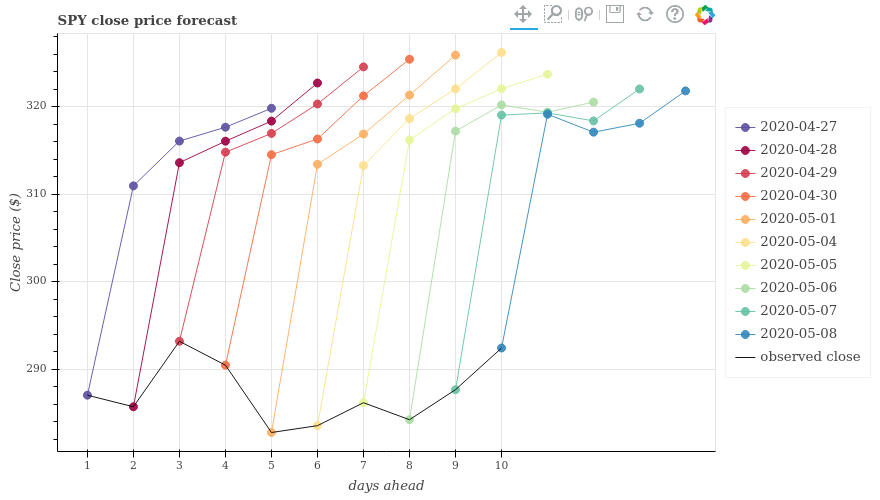 SPY close price forecast
320
310
300
290
Close price ($)
1 2 3 4 5 6 7 8 9 10
days ahead
2020-04-27
2020-04-28
2020-04-29
2020-04-30
2020-05-01
2020-05-04
2020-05-05
2020-05-06
2020-05-07
2020-05-08
observed close